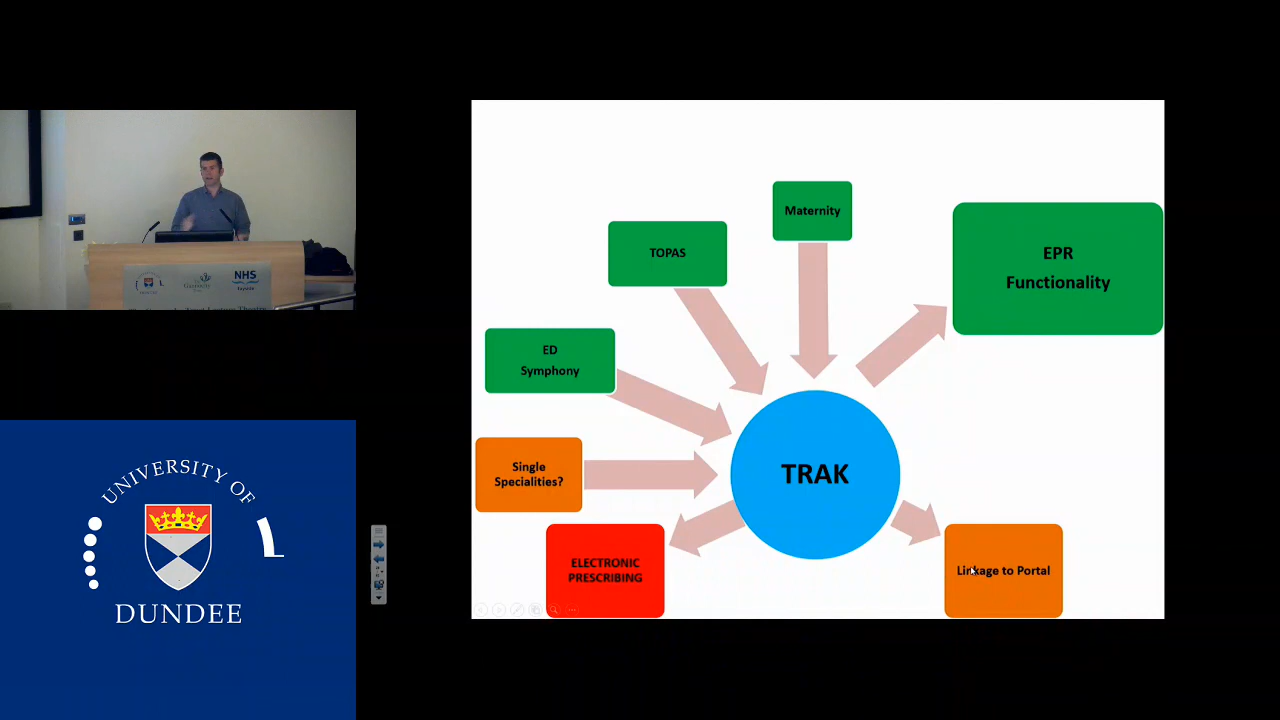 Maternity
TOPAS
EPR
Functionality
ED
Symphony
Single
Specialities?
TRAK
ELECTRONIC
PRESCRIBING
Linkage to Portal
NHS
UNIVERSITY OF
DUNDEE